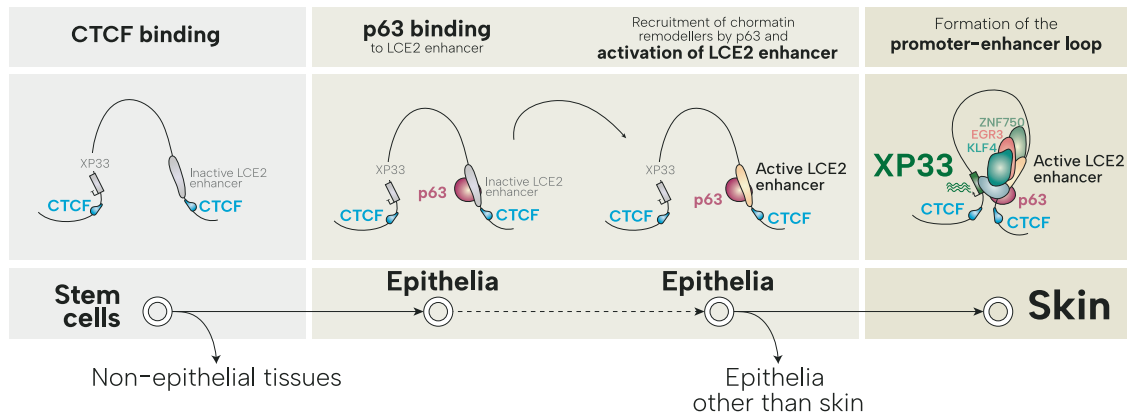 CTCF binding
p63 binding
to LCE2 enhancer
Recruitment of chormatin
remodellers by p63 and
activation of LCE2 enhancer
Formation of the
promoter-enhancer loop
XP33
Inactive LCE2
enhancer
CTCF
CTCF
XP33
p63
Inactive LCE2
enhancer
CTCF
CTCF
XP33
Active LCE2
enhancer
p63
CTCF
CTCF
ZNF750
EGR3
KLF4
XP33
Active LCE2
enhancer
p63
CTCF
CTCF
Stem
cells
Epithelia
Epithelia
Skin
Non-epithelial tissues
Epithelia
other than skin